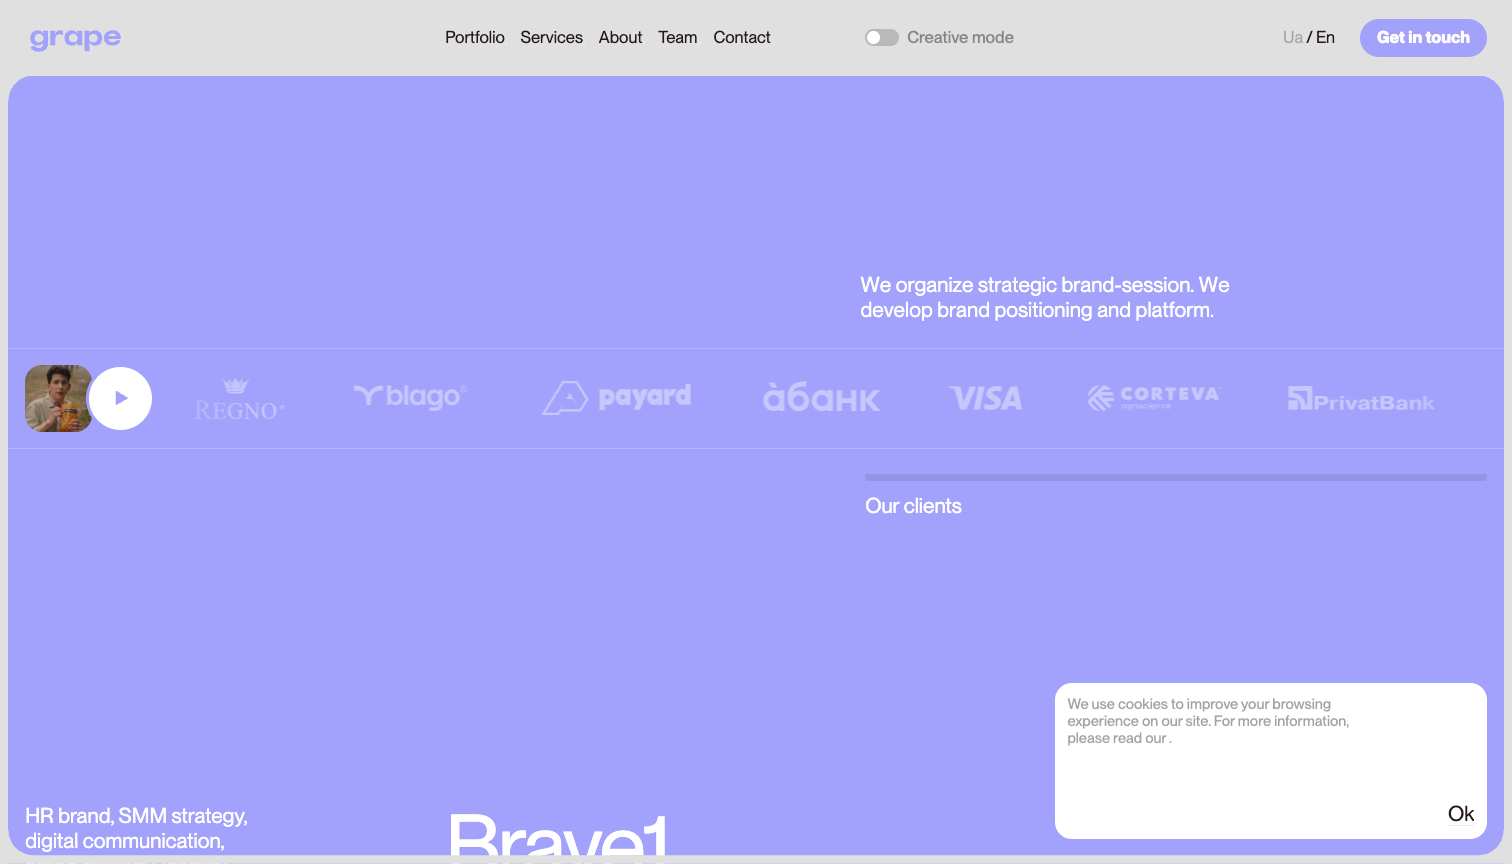 grape
Portfolio Services About Team Contact
Creative mode
Ua / En
Get in touch
We organize strategic brand-session. We
develop brand positioning and platform.
REGNO
blago
payard
àбанк
VISA
CORTEVA
PrivatBank
Our clients
We use cookies to improve your browsing
experience on our site. For more information,
please read our .
Ok
HR brand, SMM strategy,
digital communication,
Brave1